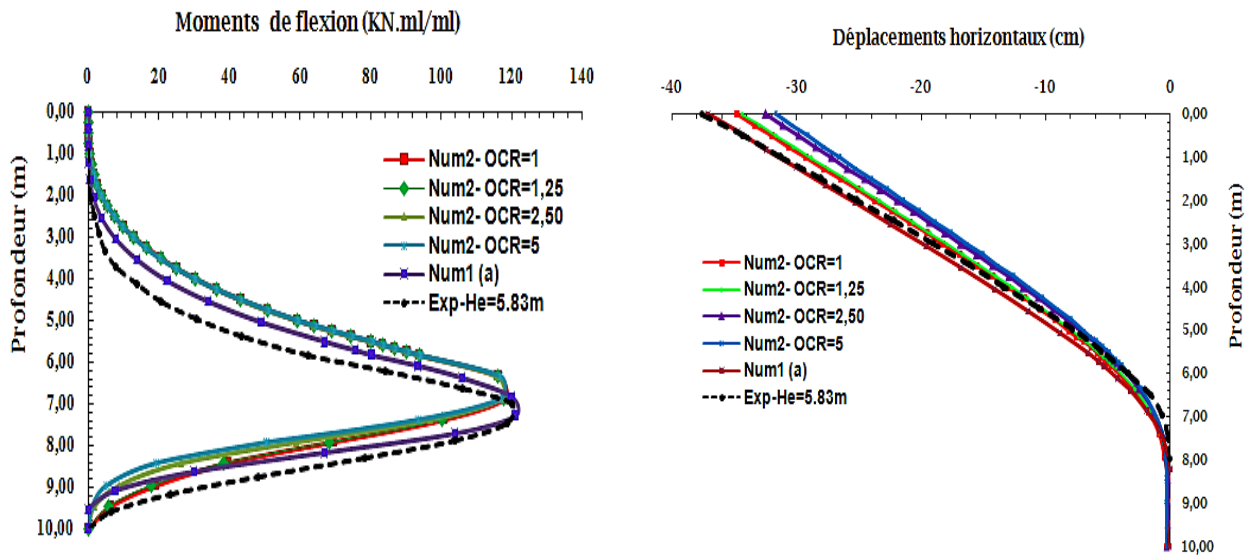 Moments de flexion (KN.ml/ml)
0 20 40 60 80 100 120 140
0,00
1,00
2,00
3,00
4,00
5,00
6,00
7,00
8,00
9,00
10,00
Profondeur (m)
Num2- OCR=1
Num2- OCR=1,25
Num2- OCR=2,50
Num2- OCR=5
Num1 (a)
Exp-He=5.83m
Déplacements horizontaux (cm)
-40 -30 -20 -10 0
0,00
1,00
2,00
3,00
4,00
5,00
6,00
7,00
8,00
9,00
10,00
Profondeur (m)
Num2- OCR=1
Num2- OCR=1,25
Num2- OCR=2,50
Num2- OCR=5
Num1 (a)
Exp-He=5.83m